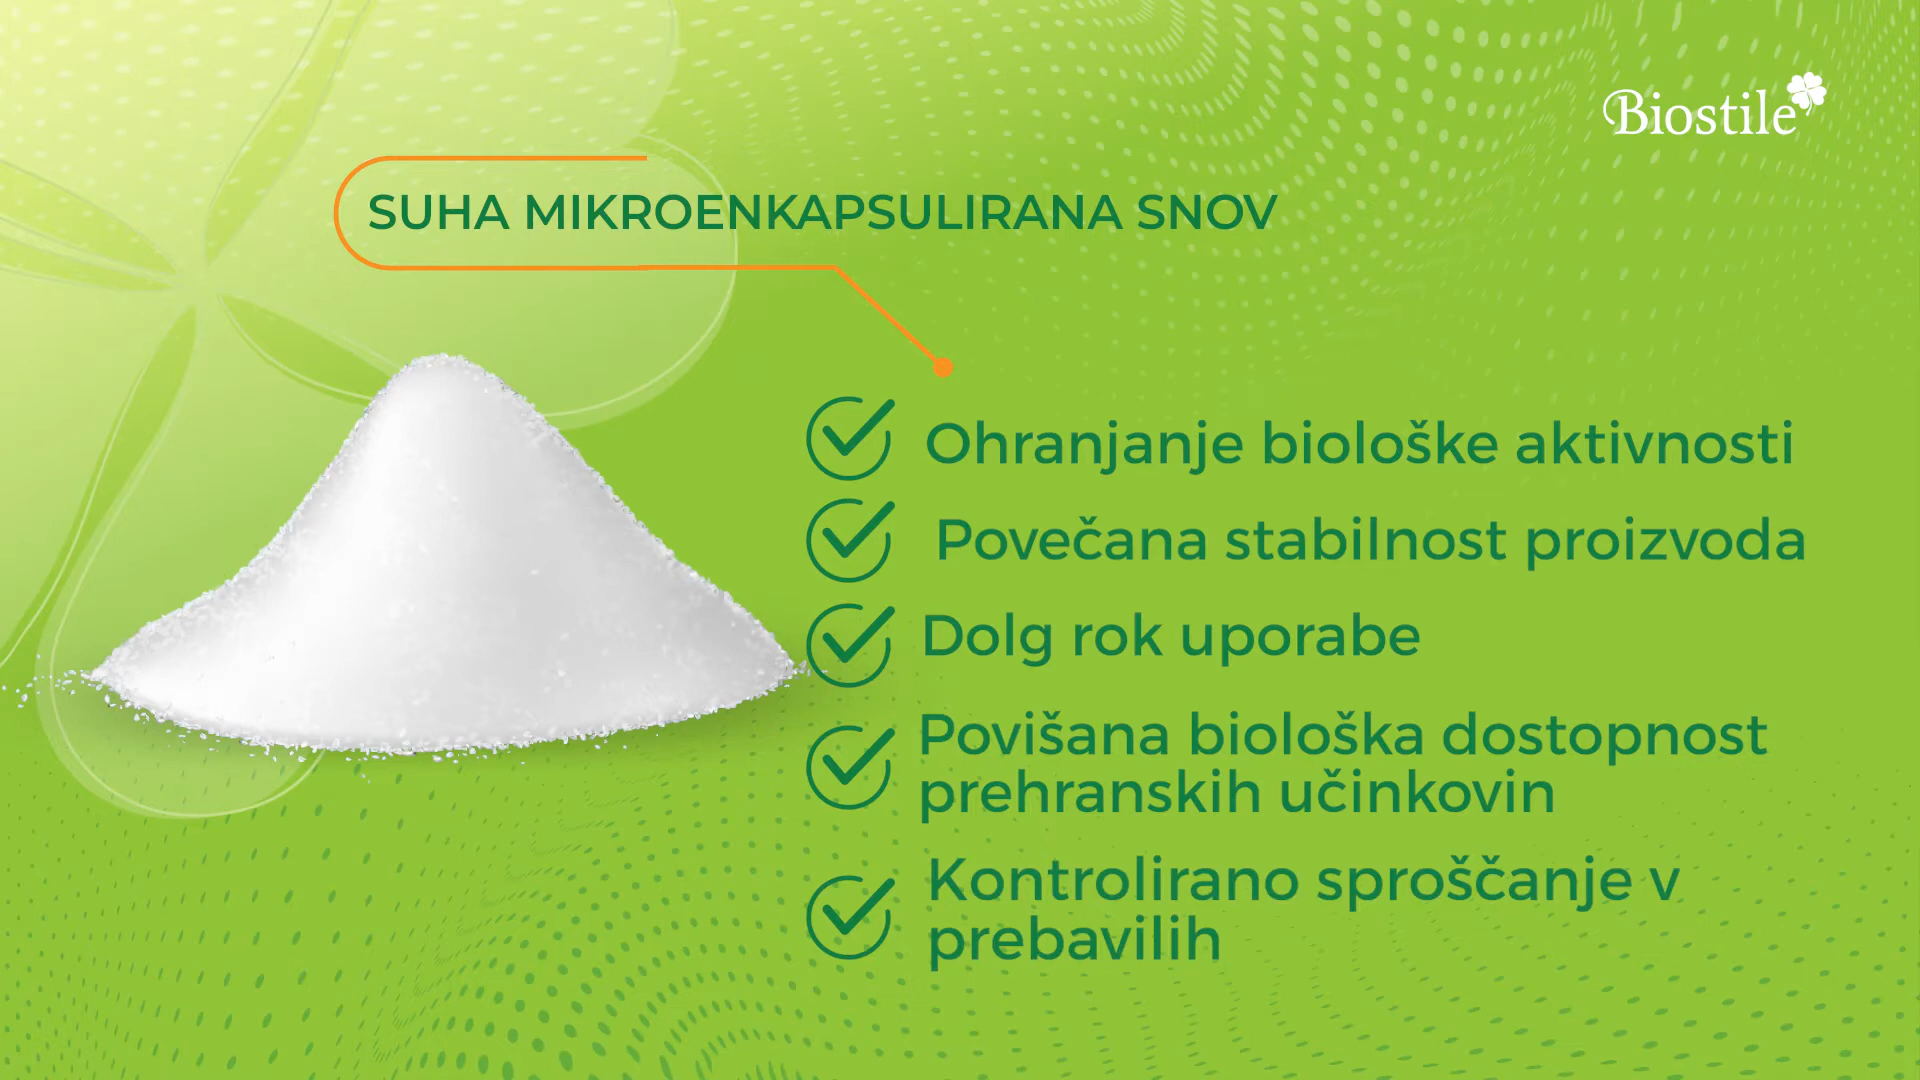 Biostile
SUHA MIKROENKAPSULIRANA SNOV
Ohranjanje biološke aktivnosti
Povečana stabilnost proizvoda
Dolg rok uporabe
Povišana biološka dostopnost
prehranskih učinkovin
Kontrolirano sproščanje v
prebavilih